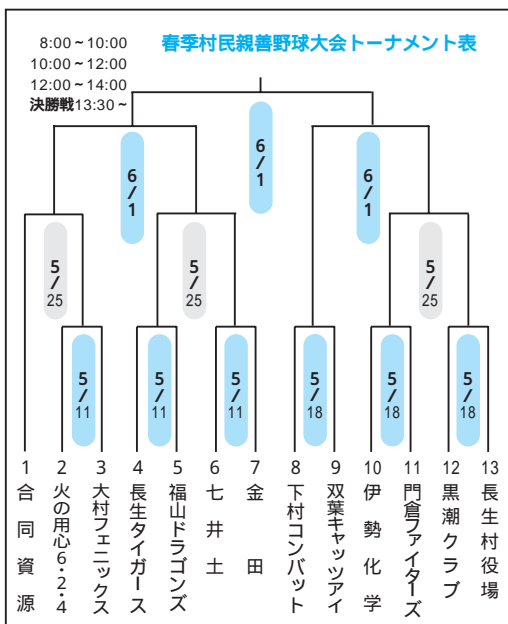 春季村民親善野球大会トーナメント表
8:00~10:00
10:00~12:00
12:00~14:00
決勝戦13:30~
6/1
6/1
6/1
5/25
5/25
5/25
5/11
5/11
5/11
5/18
5/18
5/18
1 合同資源
2 火の用心6・2・4
3 大村フェニックス
4 長生タイガース
5 福山ドラゴンズ
6 七井土
7 金田
8 下村コンバット
9 双葉キャッツアイ
10 伊勢化学
11 門倉ファイターズ
12 黒潮クラブ
13 長生村役場